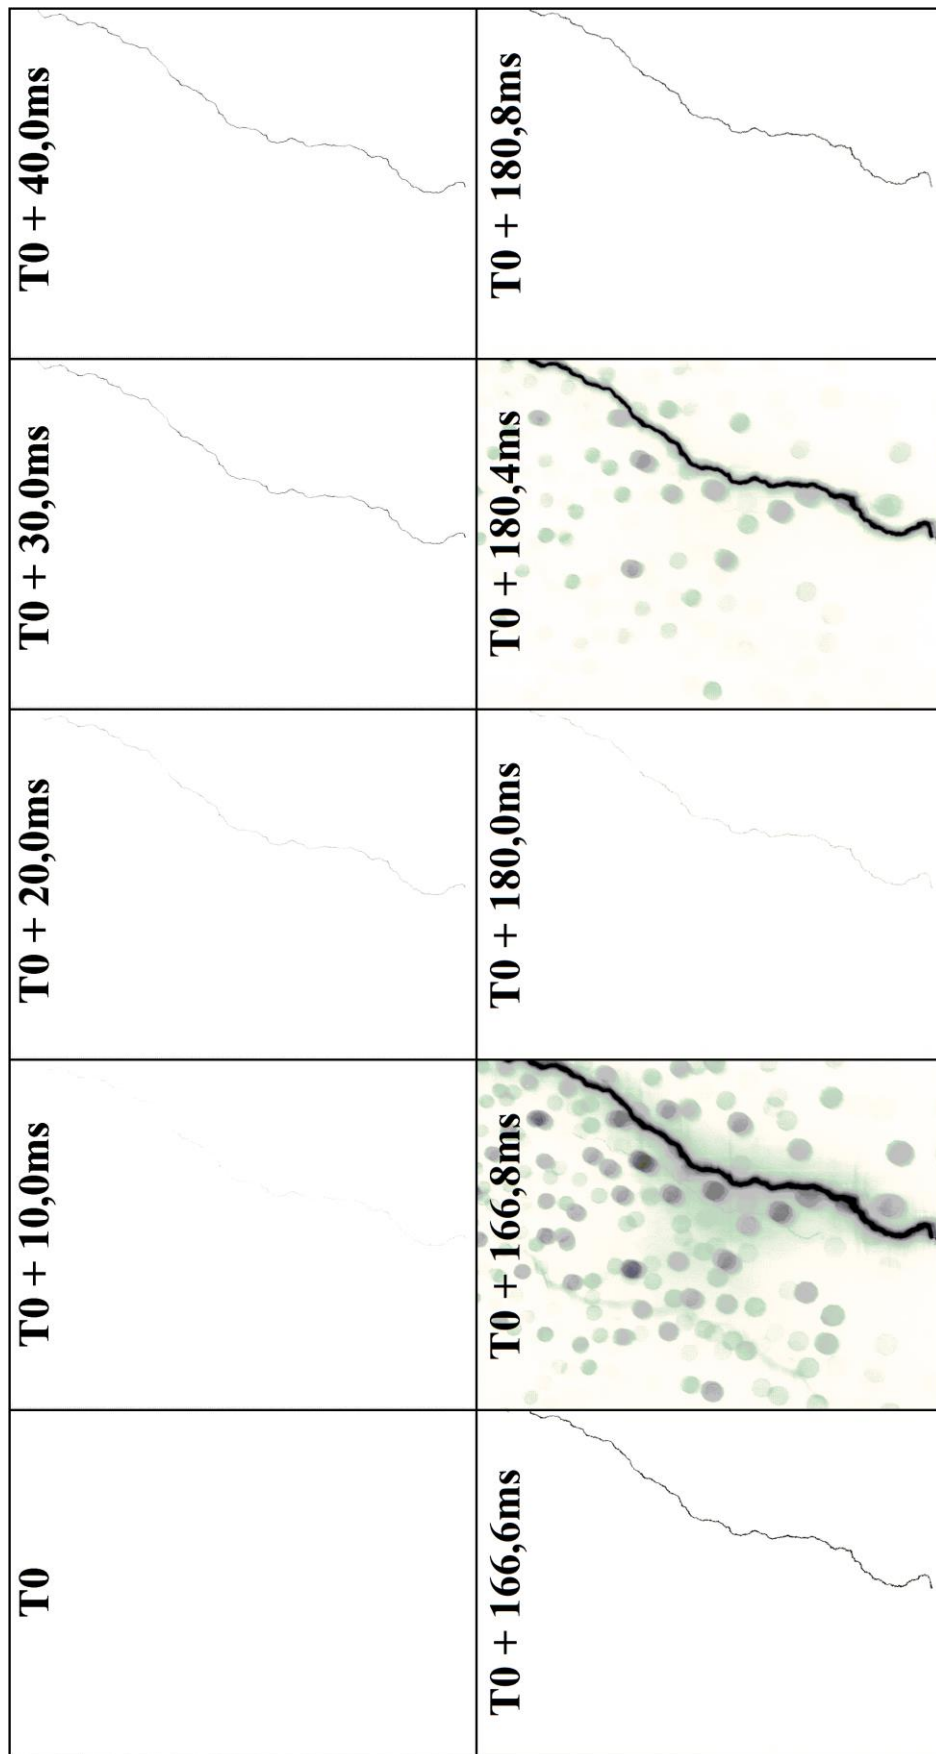 T0
T0 + 10,0ms
T0 + 20,0ms
T0 + 30,0ms
T0 + 40,0ms
T0 + 166,6ms
T0 + 166,8ms
T0 + 180,0ms
T0 + 180,4ms
T0 + 180,8ms